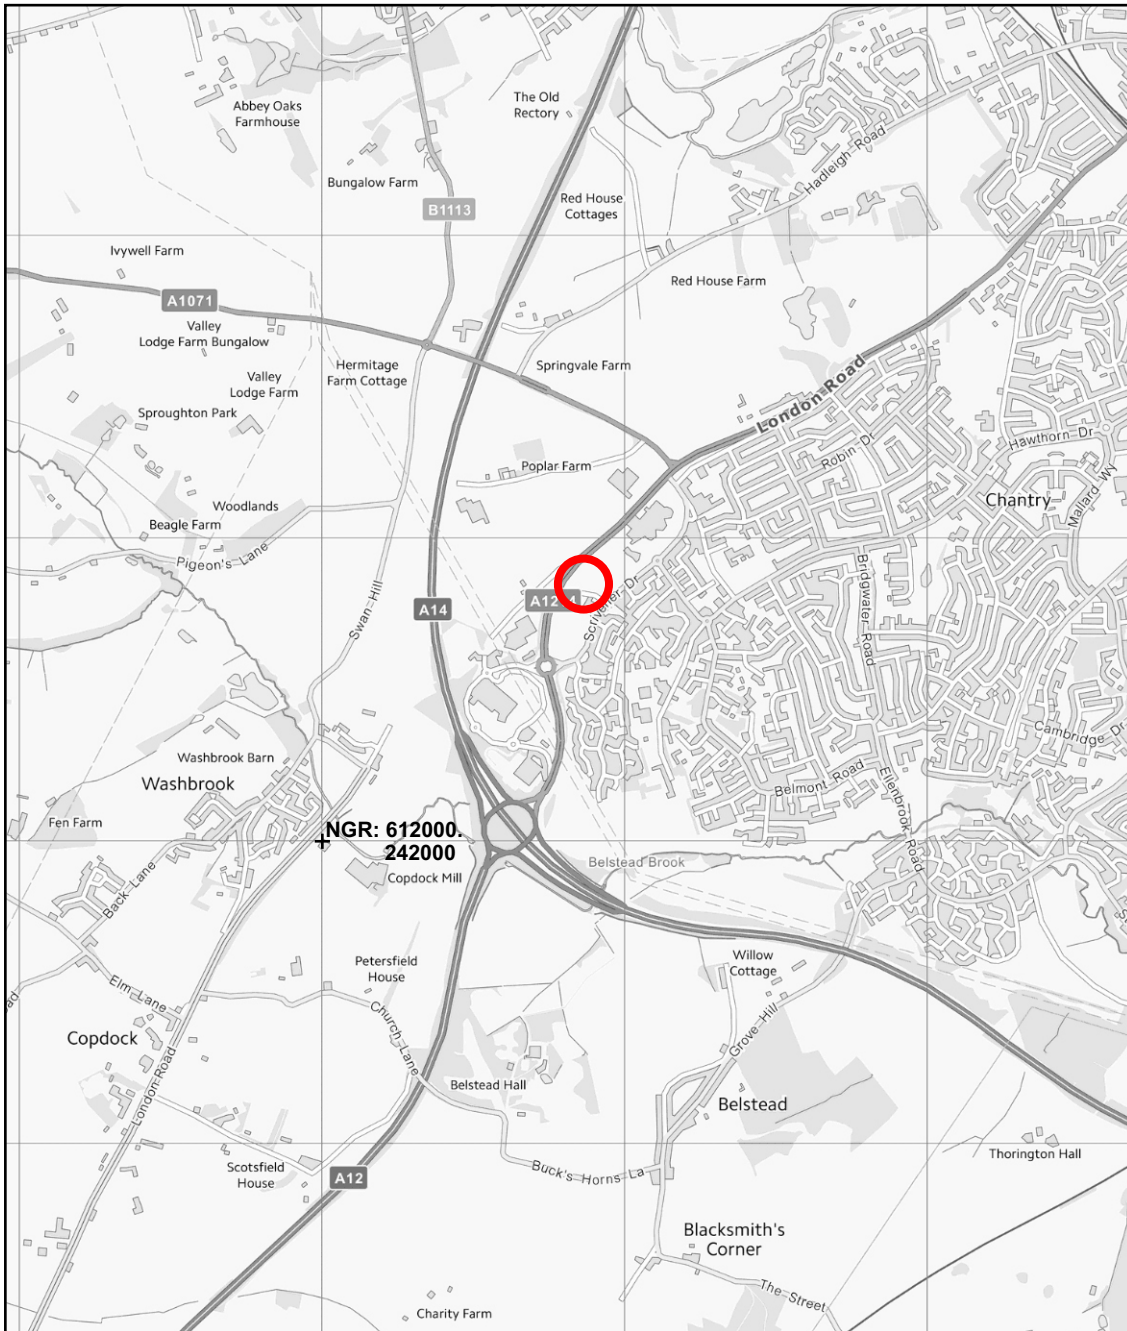 Abbey Oaks
Farmhouse
The Old
Rectory
Hadleigh Road
Bungalow Farm
B1113
Red House
Cottages
Ivywell Farm
Red House Farm
A1071
Valley
Lodge Farm Bungalow
Hermitage
Farm Cottage
Springvale Farm
Valley
Lodge Farm
London Road
Sproughton Park
Hawthorn Dr
Robin Dr
Poplar Farm
Mallard Wy
Chantry
Woodlands
Beagle Farm
Pigeon's Lane
Swan Hill
A14
Scrivener Dr
Bridgwater Road
Cambridge Dr
Washbrook Barn
Washbrook
Belmont Road
Ellenbrook Road
Fen Farm
NGR: 612000.
242000
Belstead Brook
Copdock Mill
Back Lane
Petersfield
House
Willow
Cottage
Elm Lane
Church Lane
Grove Hill
Copdock
London Road
Belstead Hall
Belstead
Thorington Hall
Scotsfield
House
A12
Buck's Horns La
Blacksmith's
Corner
The Street
Charity Farm